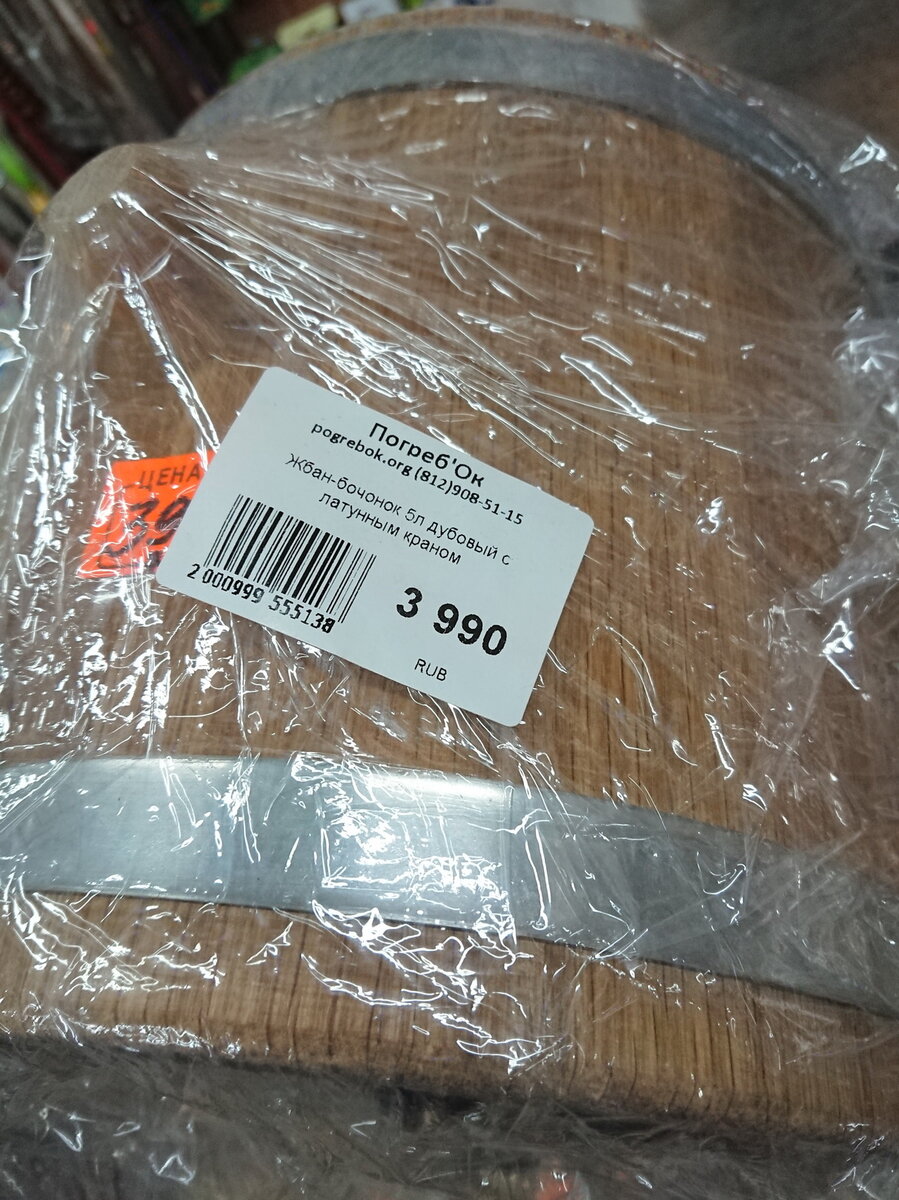 Погреб'Ок
pogrebok.org (812)908-51-15
Жбан-бочонок 5л дубовый с
латунным краном
2 000999 555138
3 990
RUB
ЦЕНА
39